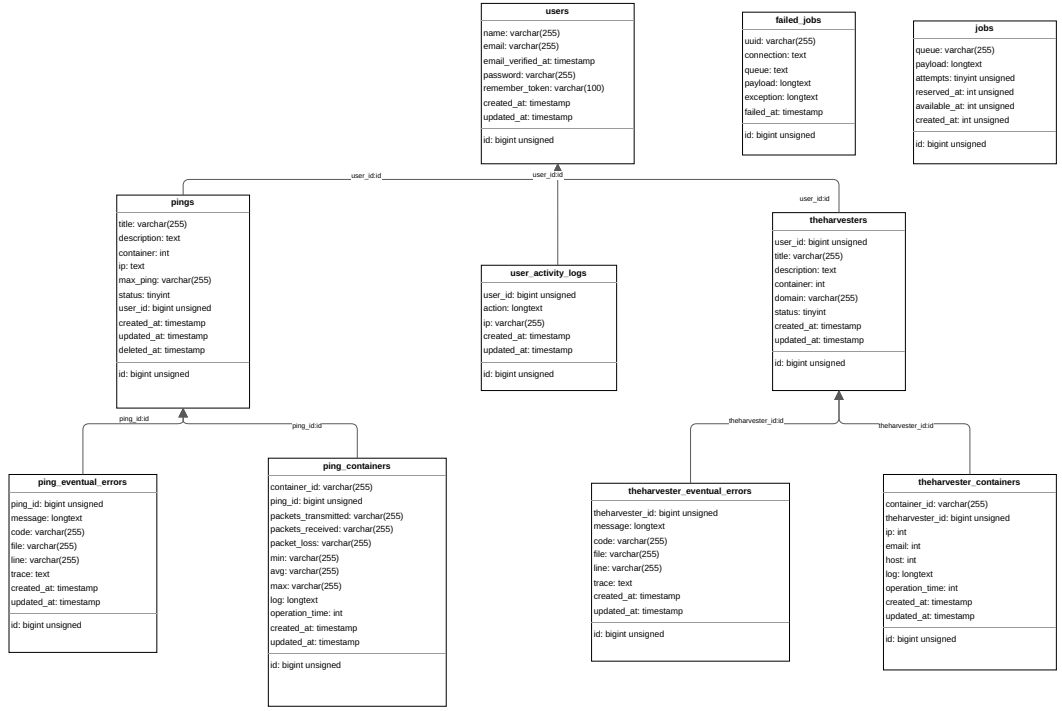 users
name: varchar(255)
email: varchar(255)
email_verified_at: timestamp
password: varchar(255)
remember_token: varchar(100)
created_at: timestamp
updated_at: timestamp
id: bigint unsigned
failed_jobs
uuid: varchar(255)
connection: text
queue: text
payload: longtext
exception: longtext
failed_at: timestamp
id: bigint unsigned
jobs
queue: varchar(255)
payload: longtext
attempts: tinyint unsigned
reserved_at: int unsigned
available_at: int unsigned
created_at: int unsigned
id: bigint unsigned
user_id:id
user_id:id
user_id:id
pings
title: varchar(255)
description: text
container: int
ip: text
max_ping: varchar(255)
status: tinyint
user_id: bigint unsigned
created_at: timestamp
updated_at: timestamp
deleted_at: timestamp
id: bigint unsigned
user_activity_logs
user_id: bigint unsigned
action: longtext
ip: varchar(255)
created_at: timestamp
updated_at: timestamp
id: bigint unsigned
theharvesters
user_id: bigint unsigned
title: varchar(255)
description: text
container: int
domain: varchar(255)
status: tinyint
created_at: timestamp
updated_at: timestamp
id: bigint unsigned
ping_id:id
ping_id:id
theharvester_id:id
theharvester_id:id
ping_eventual_errors
ping_id: bigint unsigned
message: longtext
code: varchar(255)
file: varchar(255)
line: varchar(255)
trace: text
created_at: timestamp
updated_at: timestamp
id: bigint unsigned
ping_containers
container_id: varchar(255)
ping_id: bigint unsigned
packets_transmitted: varchar(255)
packets_received: varchar(255)
packet_loss: varchar(255)
min: varchar(255)
avg: varchar(255)
max: varchar(255)
log: longtext
operation_time: int
created_at: timestamp
updated_at: timestamp
id: bigint unsigned
theharvester_eventual_errors
theharvester_id: bigint unsigned
message: longtext
code: varchar(255)
file: varchar(255)
line: varchar(255)
trace: text
created_at: timestamp
updated_at: timestamp
id: bigint unsigned
theharvester_containers
container_id: varchar(255)
theharvester_id: bigint unsigned
ip: int
email: int
host: int
log: longtext
operation_time: int
created_at: timestamp
updated_at: timestamp
id: bigint unsigned